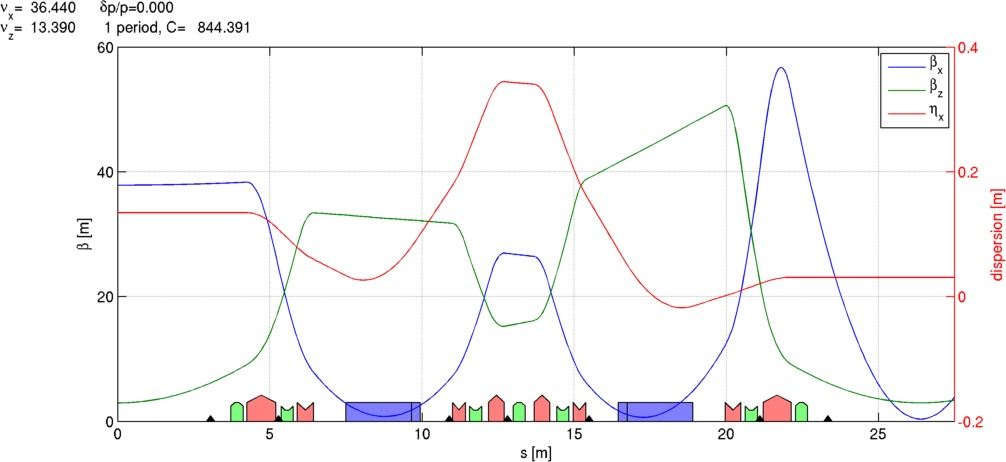 νx= 36.440 δp/p=0.000
νz= 13.390 1 period, C= 844.391
60 0.4
βx
βz
ηx
40 0.2
β [m] dispersion [m]
20 0
0 -0.2
0 5 10 15 20 25
s [m]